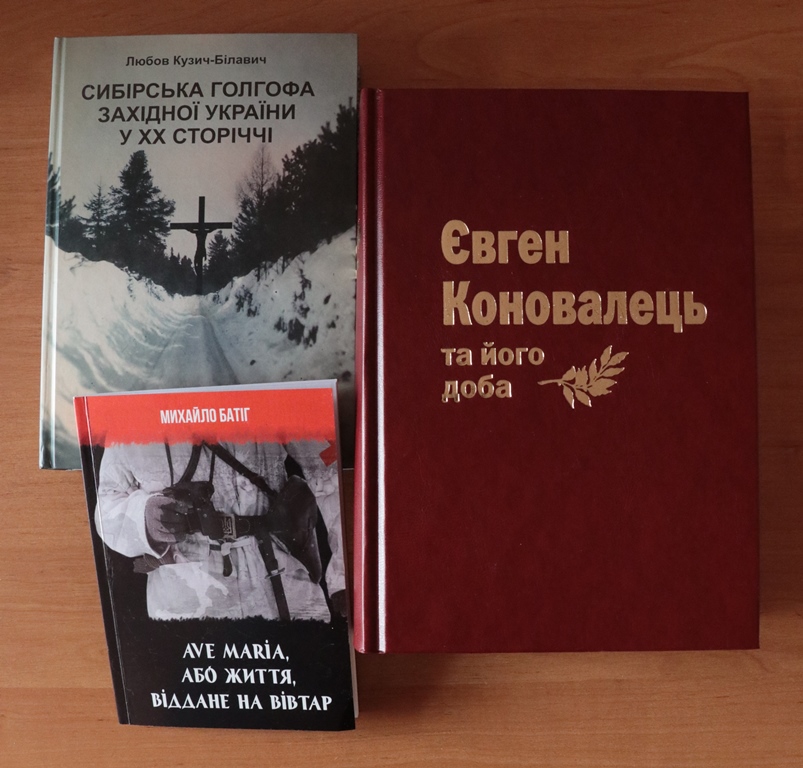 Любов Кузич-Білавич
СИБІРСЬКА ГОЛГОФА
ЗАХІДНОЇ УКРАЇНИ
У ХХ СТОРІЧЧІ
Євген
Коновалець
та його
доба
МИХАЙЛО БАТІГ
AVE MARIA,
АБО ЖИТТЯ,
ВІДДАНЕ НА ВІВТАР